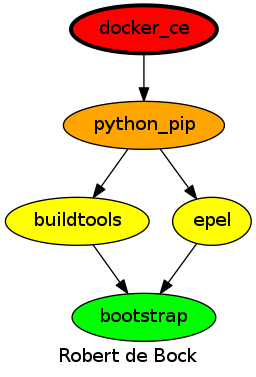 docker_ce
python_pip
buildtools
epel
bootstrap
Robert de Bock